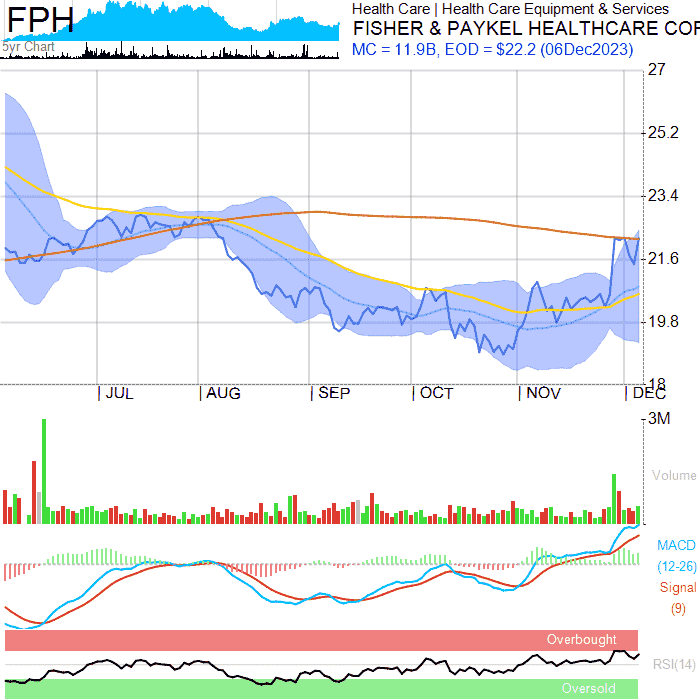 FPH
5yr Chart
Health Care | Health Care Equipment & Services
FISHER & PAYKEL HEALTHCARE COR
MC = 11.9B, EOD = $22.2 (06Dec2023)
27
25.2
23.4
21.6
19.8
18
JUL AUG SEP OCT NOV DEC
3M
Volume
MACD
(12-26)
Signal
(9)
Overbought
RSI(14)
Oversold